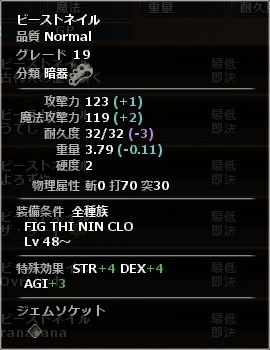 ビーストネイル
品質 Normal
グレード 19
分類 暗器
攻撃力 123 (+1)
魔法攻撃力 119 (+2)
耐久度 32/32 (-3)
重量 3.79 (-0.11)
硬度 2
物理属性 斬0 打70 突30
装備条件 全種族
FIG THI NIN CLO
Lv 48～
特殊効果 STR+4 DEX+4
AGI+3
ジェムソケット